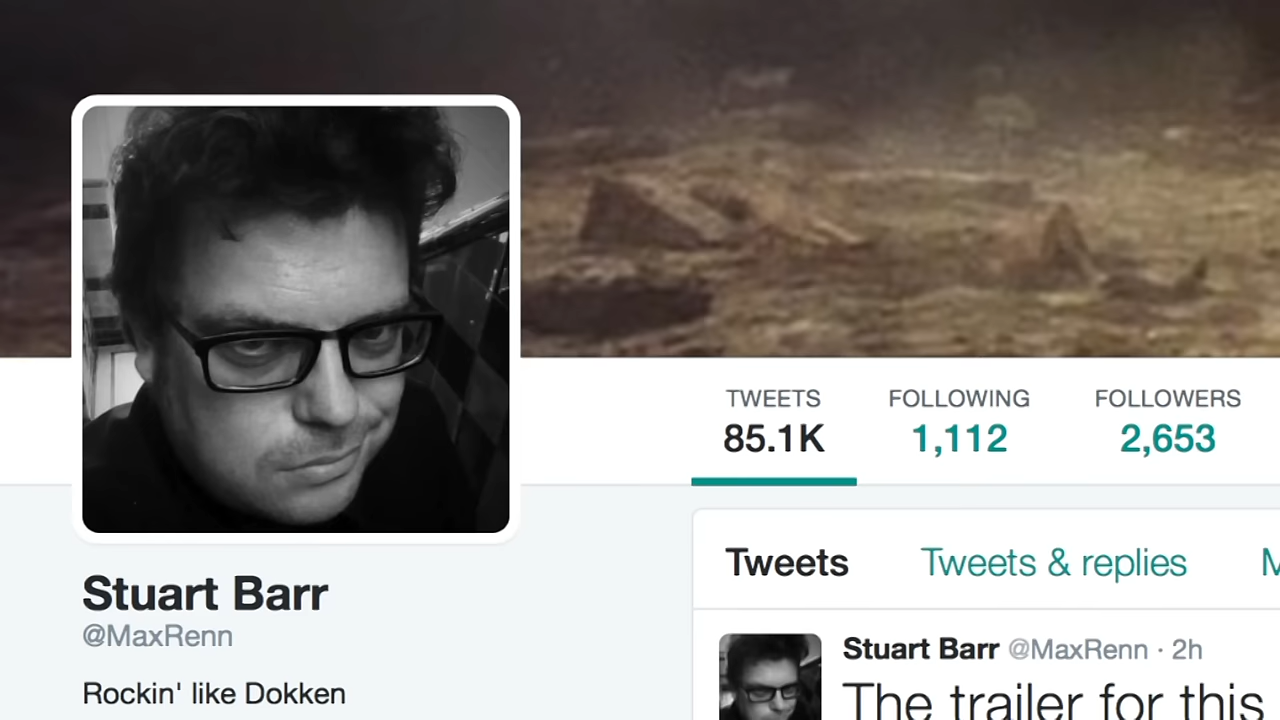 TWEETS FOLLOWING FOLLOWERS
85.1K 1,112 2,653
Tweets Tweets & replies M
Stuart Barr
@MaxRenn
Rockin' like Dokken
Stuart Barr @MaxRenn · 2h
The trailer for this